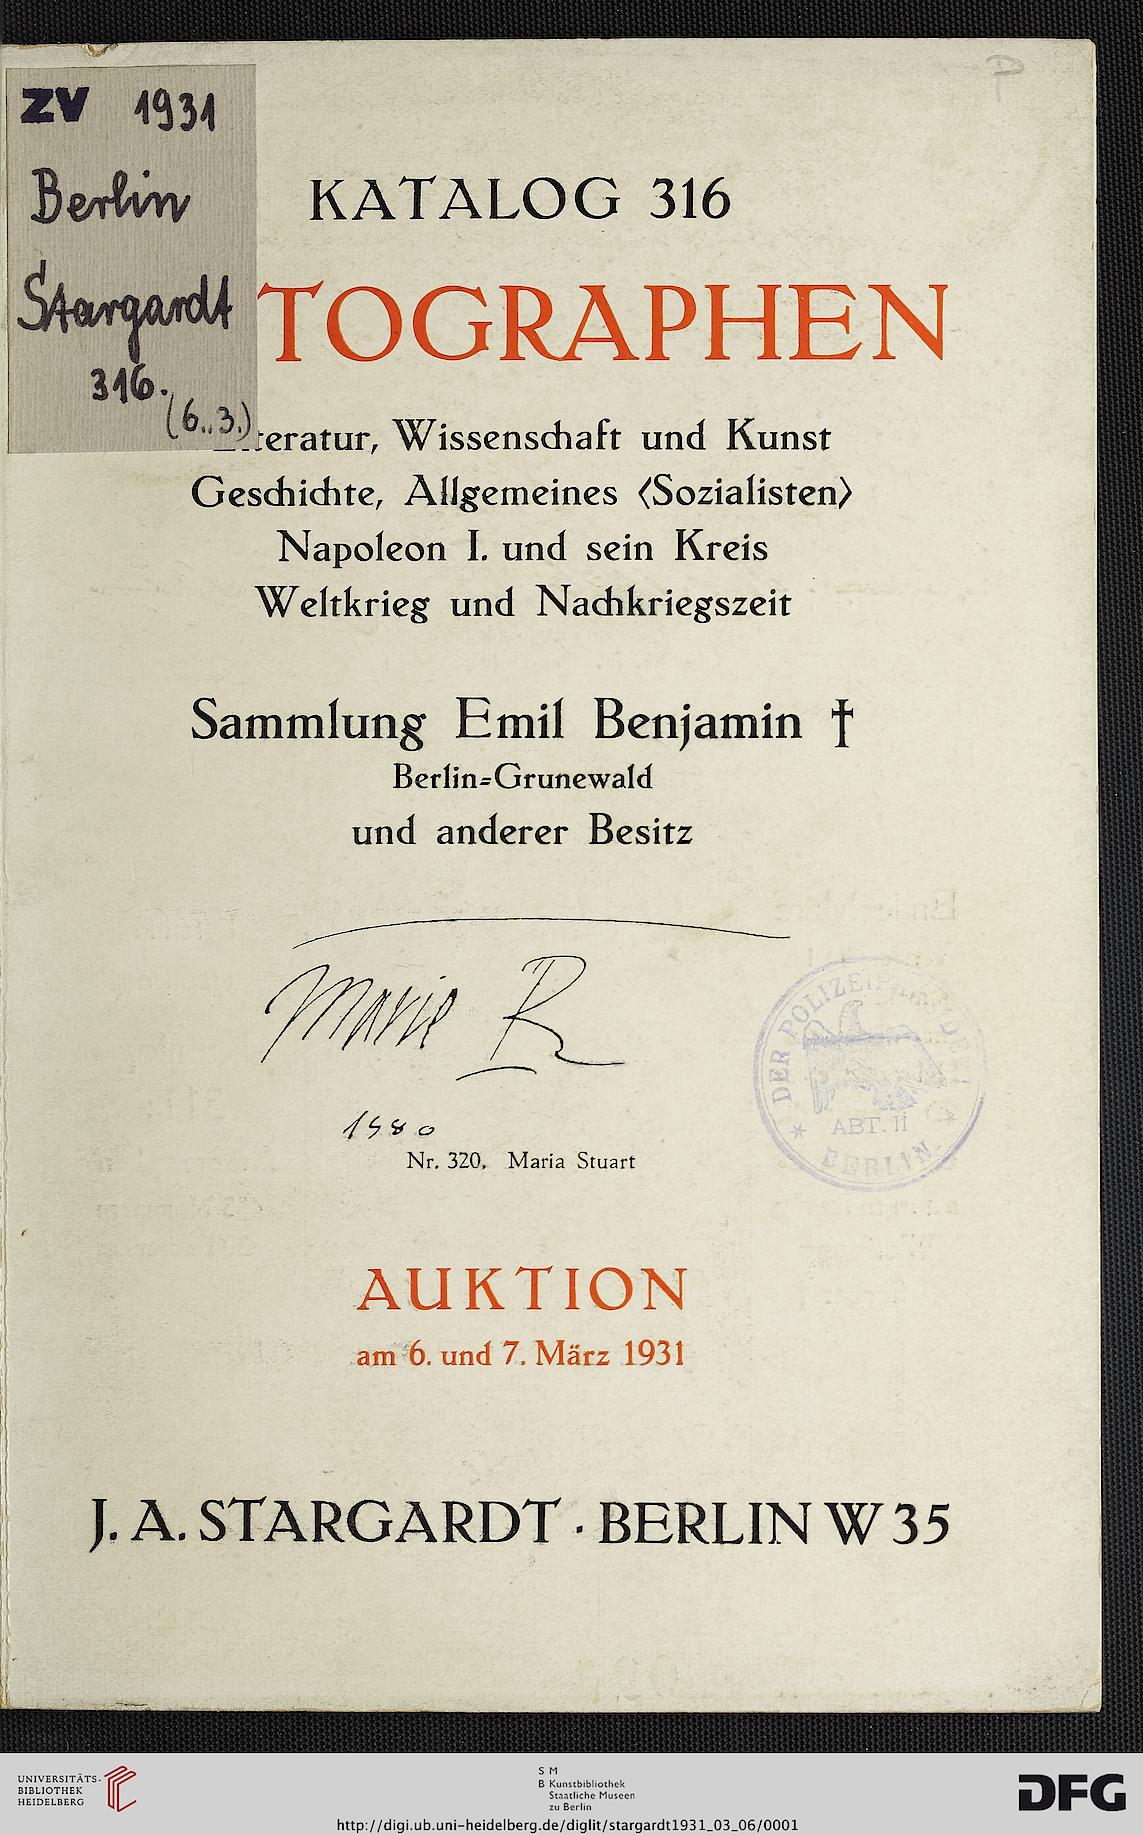 ZV 1931
Berlin
Stargardt
316.
(6..3.)
KATALOG 316
TOGRAPHEN
teratur, Wissenschaft und Kunst
Geschichte, Allgemeines ⟨Sozialisten⟩
Napoleon I. und sein Kreis
Weltkrieg und Nachkriegszeit
Sammlung Emil Benjamin †
Berlin-Grunewald
und anderer Besitz
Marie R
1580
Nr. 320. Maria Stuart
DER POLIZEIPRÄSIDENT
* ABT. II *
BERLIN
AUKTION
am 6. und 7. März 1931
J. A. STARGARDT · BERLIN W 35
UNIVERSITÄTS-
BIBLIOTHEK
HEIDELBERG
S M
B Kunstbibliothek
Staatliche Museen
zu Berlin
DFG
http://digi.ub.uni-heidelberg.de/diglit/stargardt1931_03_06/0001